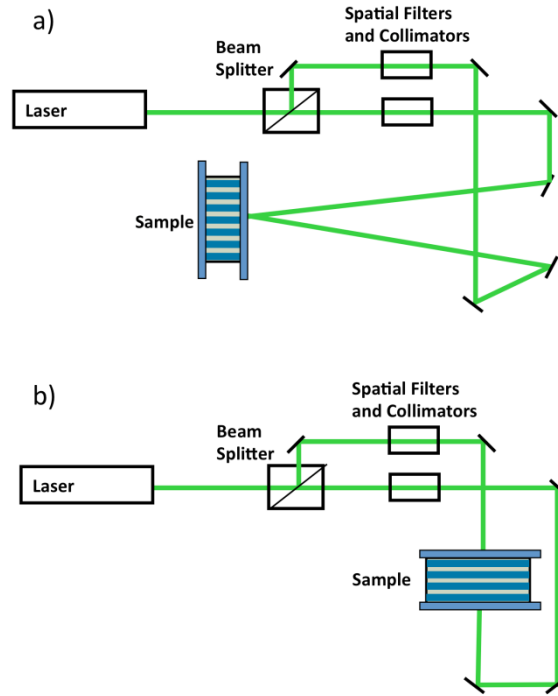 a)
Spatial Filters
and Collimators
Beam
Splitter
Laser
Sample
b)
Spatial Filters
and Collimators
Beam
Splitter
Laser
Sample